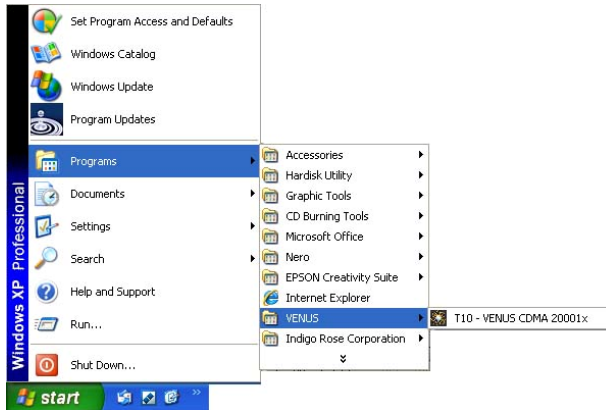 Set Program Access and Defaults
Windows Catalog
Windows Update
Program Updates
Programs
Documents
Settings
Search
Help and Support
Run...
Shut Down...
Windows XP Professional
Accessories
Hardisk Utility
Graphic Tools
CD Burning Tools
Microsoft Office
Nero
EPSON Creativity Suite
Internet Explorer
VENUS
Indigo Rose Corporation
T10 - VENUS CDMA 20001x
start